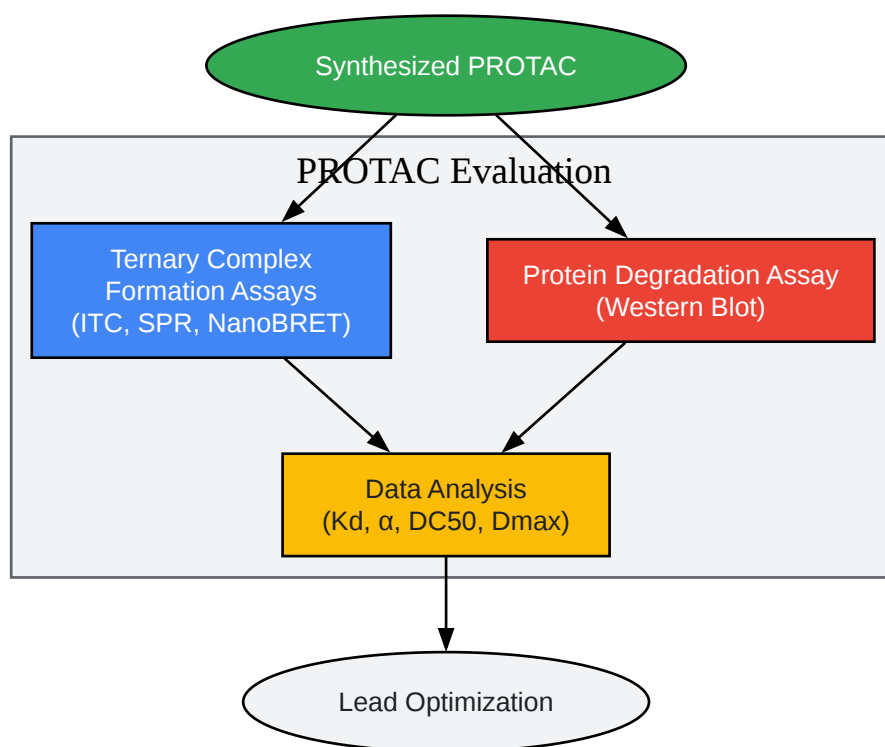 Synthesized PROTAC
PROTAC Evaluation
Ternary Complex
Formation Assays
(ITC, SPR, NanoBRET)
Protein Degradation Assay
(Western Blot)
Data Analysis
(Kd, α, DC50, Dmax)
Lead Optimization